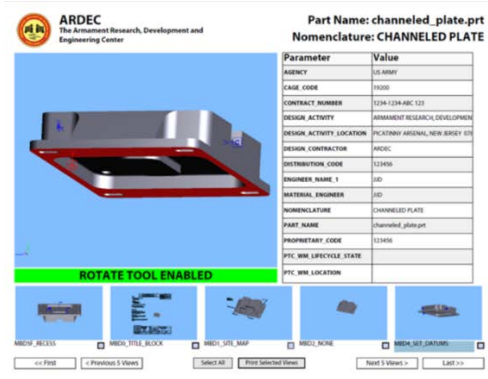 ARDEC
The Armament Research, Development and
Engineering Center
Part Name: channeled_plate.prt
Nomenclature: CHANNELED PLATE
Parameter Value
AGENCY US ARMY
CAGE_CODE 19200
CONTRACT_NUMBER 1234-1234-ABC 123
DESIGN_ACTIVITY ARMAMENT RESEARCH, DEVELOPMEN
DESIGN_ACTIVITY_LOCATION PICATINNY ARSENAL, NEW JERSEY
DESIGN_CONTRACTOR ARDEC
DISTRIBUTION_CODE 123456
ENGINEER_NAME_1 JJD
MATERIAL_ENGINEER JJD
NOMENCLATURE CHANNELED PLATE
PART_NAME channeled_plate.prt
PROPRIETARY_CODE 123456
PTC_WM_LIFECYCLE_STATE
PTC_WM_LOCATION
ROTATE TOOL ENABLED
MBD0_TITLE_BLOCK MBD1_SITE_MAP MBD2_NONE MBD4_SET_DATUMS
<< First < Previous 5 Views Select All Print Selected Views Next 5 Views > Last >>